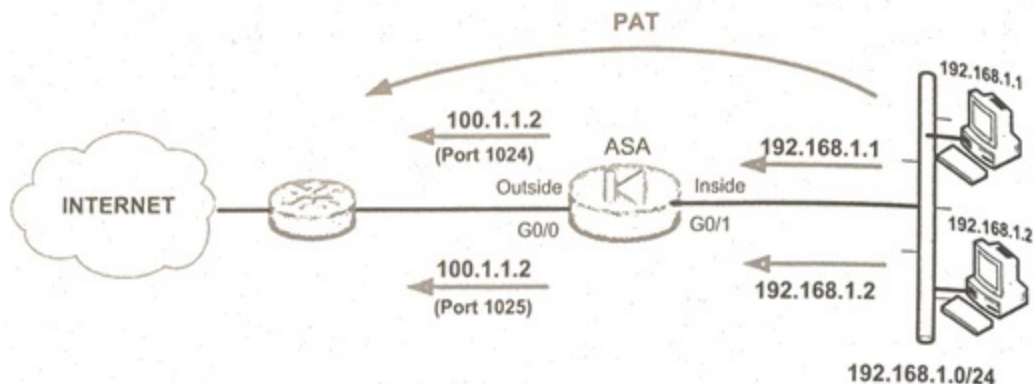 PAT
192.168.1.1
100.1.1.2
(Port 1024)
ASA
192.168.1.1
Outside
Inside
INTERNET
G0/0
G0/1
192.168.1.2
100.1.1.2
(Port 1025)
192.168.1.2
192.168.1.0/24